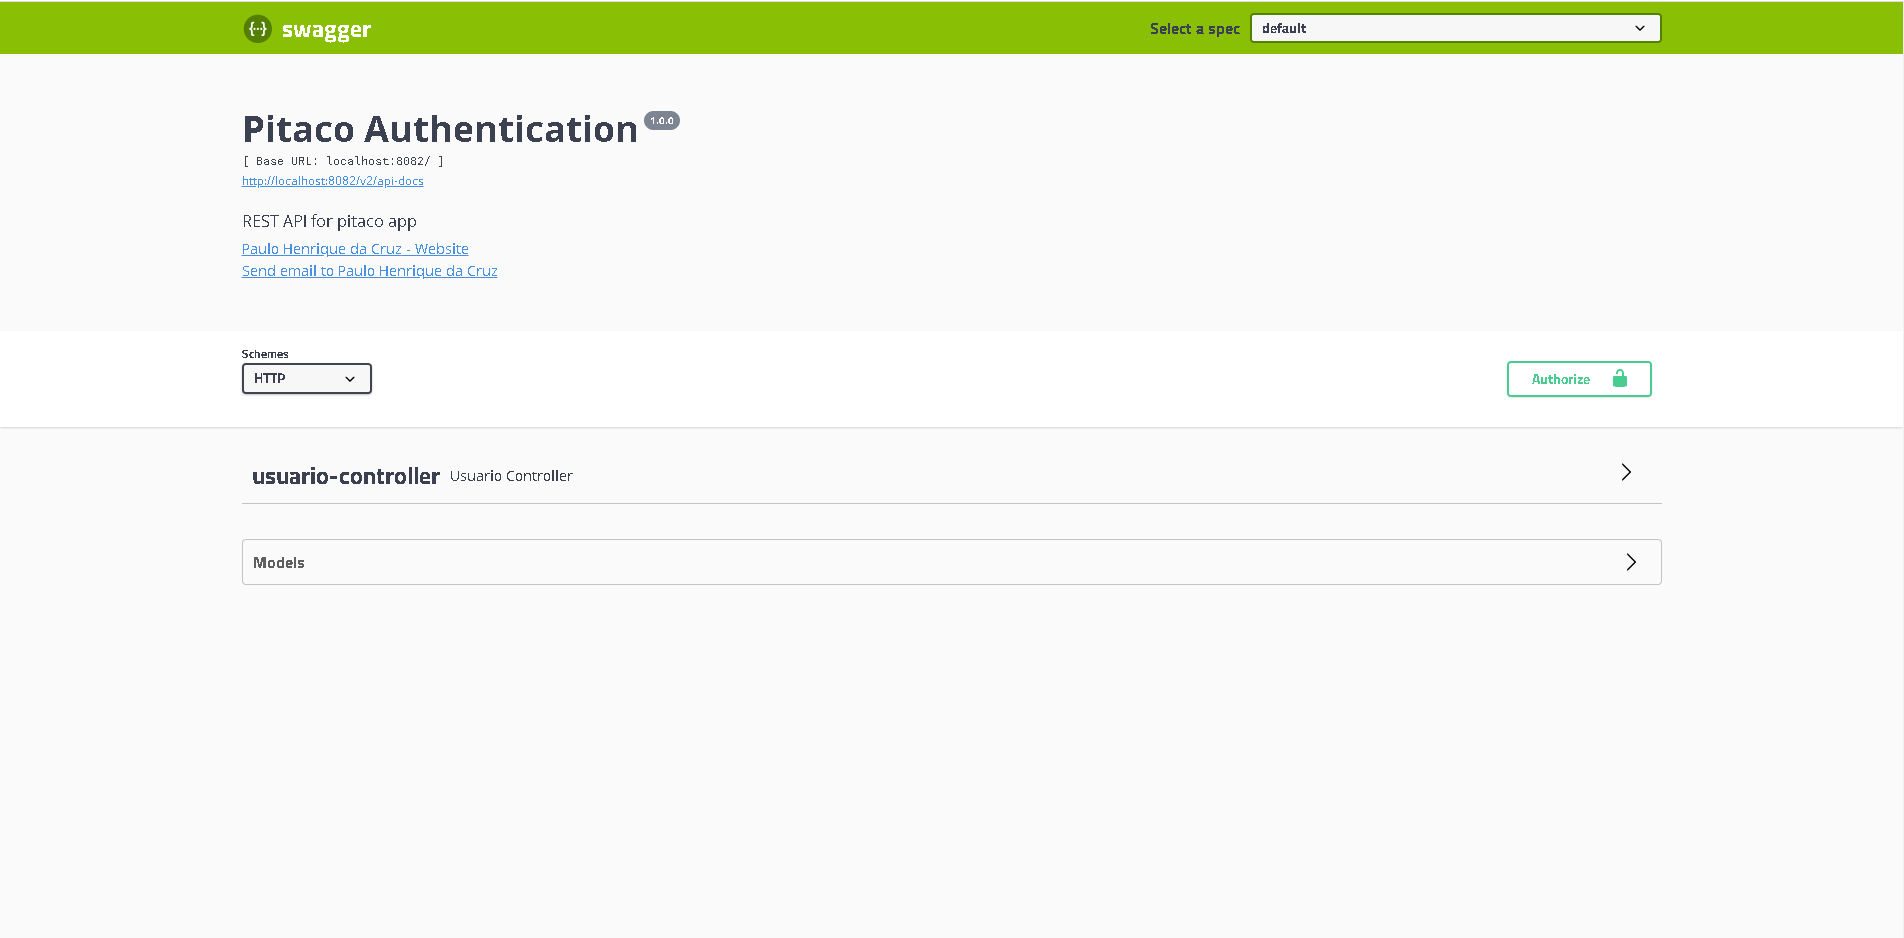 {··} swagger
Select a spec default
Pitaco Authentication 1.0.0
[ Base URL: localhost:8082/ ]
http://localhost:8082/v2/api-docs
REST API for pitaco app
Paulo Henrique da Cruz - Website
Send email to Paulo Henrique da Cruz
Schemes
HTTP
Authorize
usuario-controller Usuario Controller
Models